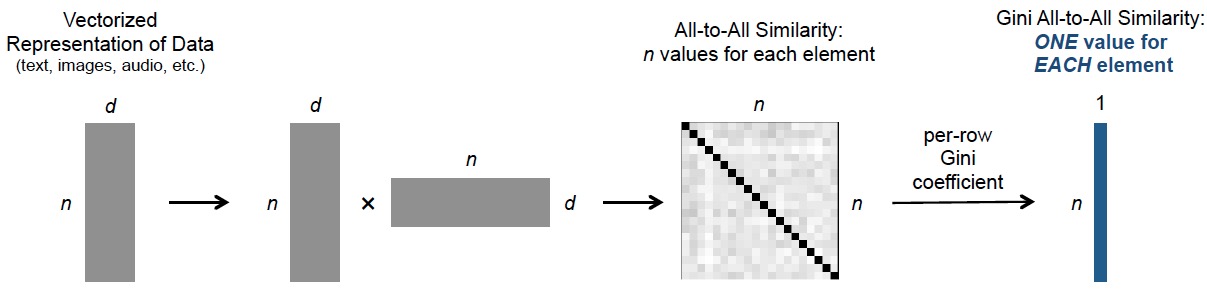 Vectorized
Representation of Data
(text, images, audio, etc.)
All-to-All Similarity:
n values for each element
Gini All-to-All Similarity:
ONE value for
EACH element
d
n
d
n
×
n
d
n
n
per-row
Gini
coefficient
1
n